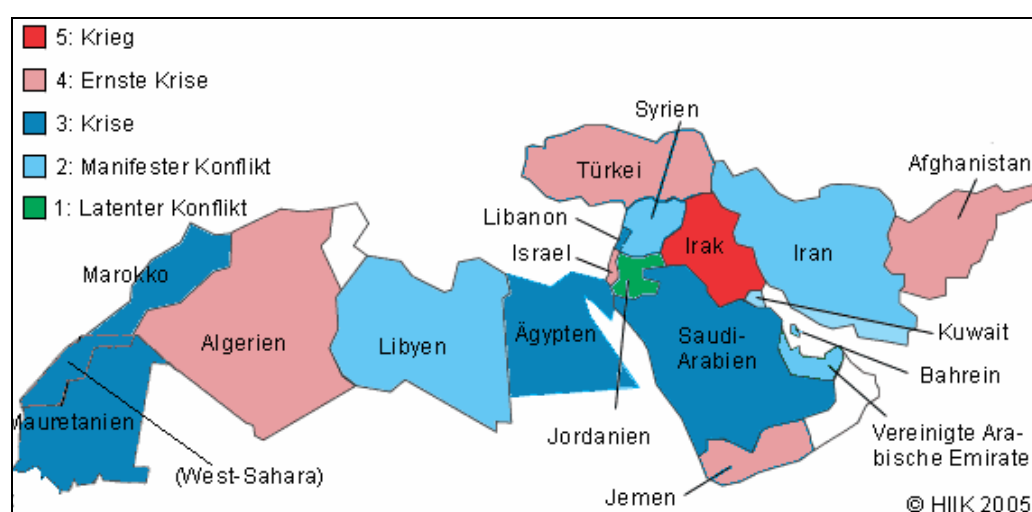 5: Krieg
4: Ernste Krise
3: Krise
2: Manifester Konflikt
1: Latenter Konflikt
Syrien
Türkei
Afghanistan
Libanon
Israel
Irak
Iran
Marokko
Algerien
Libyen
Ägypten
Saudi-
Arabien
Kuwait
Bahrein
Mauretanien
(West-Sahara)
Jordanien
Vereinigte Ara-
bische Emirate
Jemen
© HIIK 2005